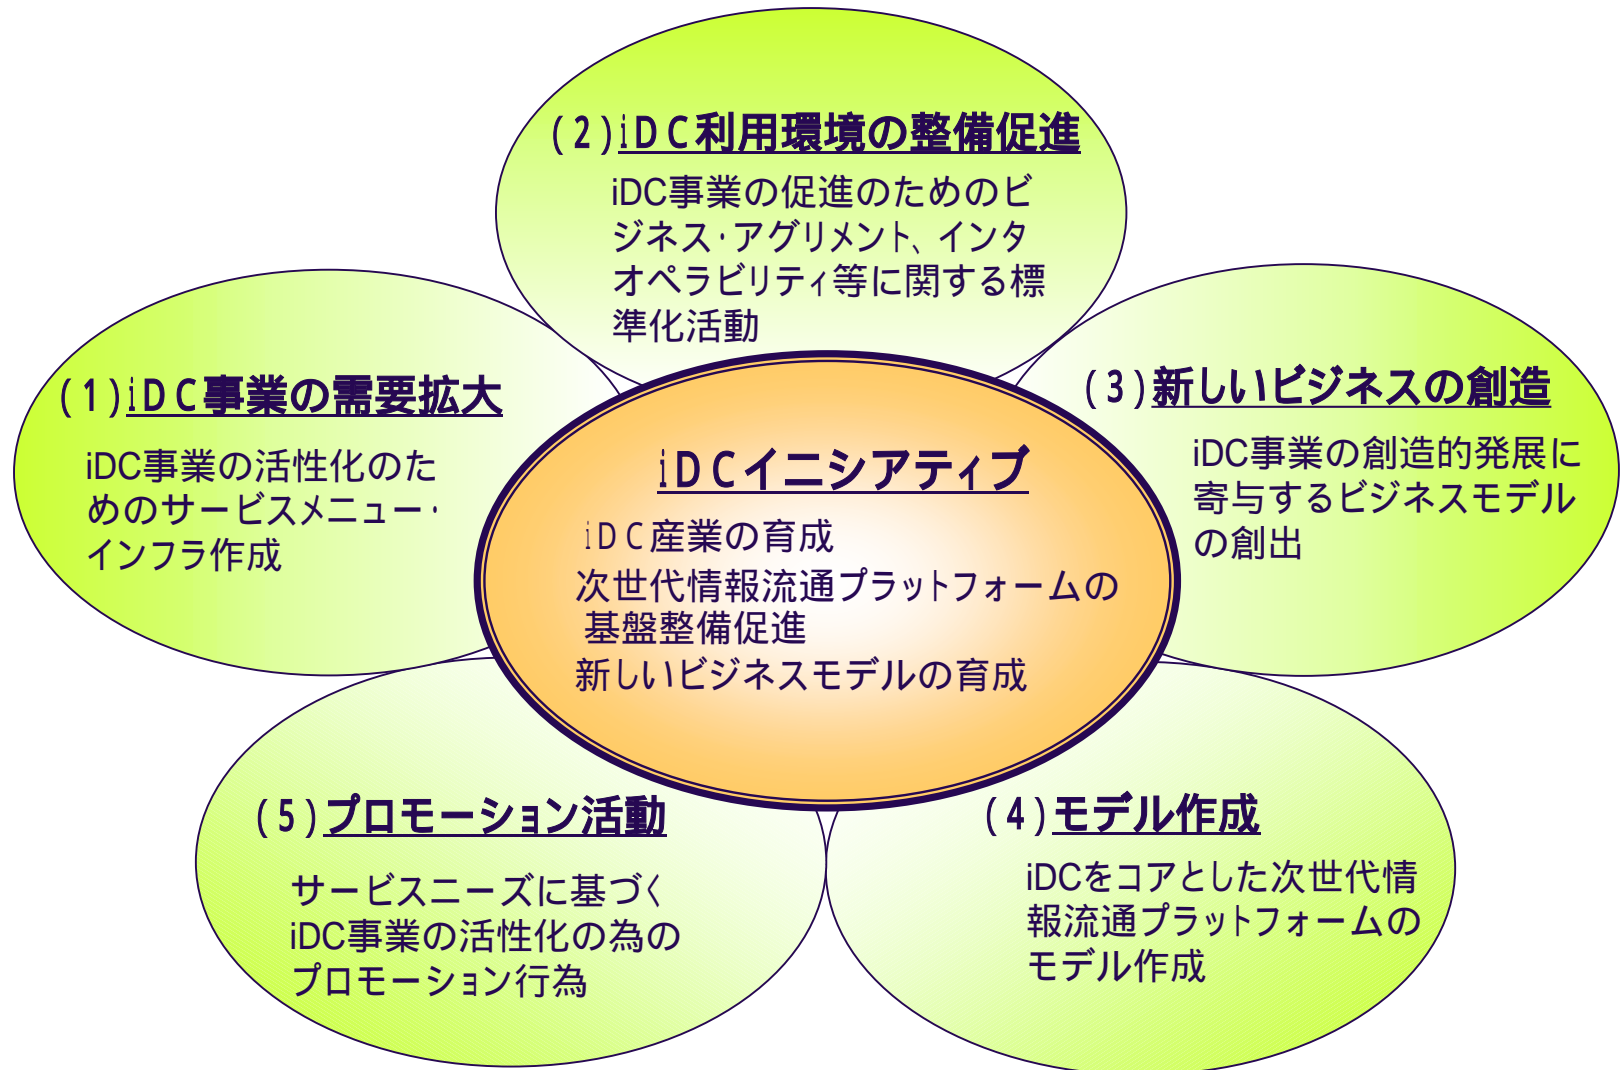 (2)iDC利用環境の整備促進
iDC事業の促進のためのビ
ジネス・アグリメント、インタ
オペラビリティ等に関する標
準化活動
(1)iDC事業の需要拡大
iDC事業の活性化のた
めのサービスメニュー・
インフラ作成
(3)新しいビジネスの創造
iDC事業の創造的発展に
寄与するビジネスモデル
の創出
iDCイニシアティブ
iDC産業の育成
次世代情報流通プラットフォームの
基盤整備促進
新しいビジネスモデルの育成
(5)プロモーション活動
サービスニーズに基づく
iDC事業の活性化の為の
プロモーション行為
(4)モデル作成
iDCをコアとした次世代情
報流通プラットフォームの
モデル作成